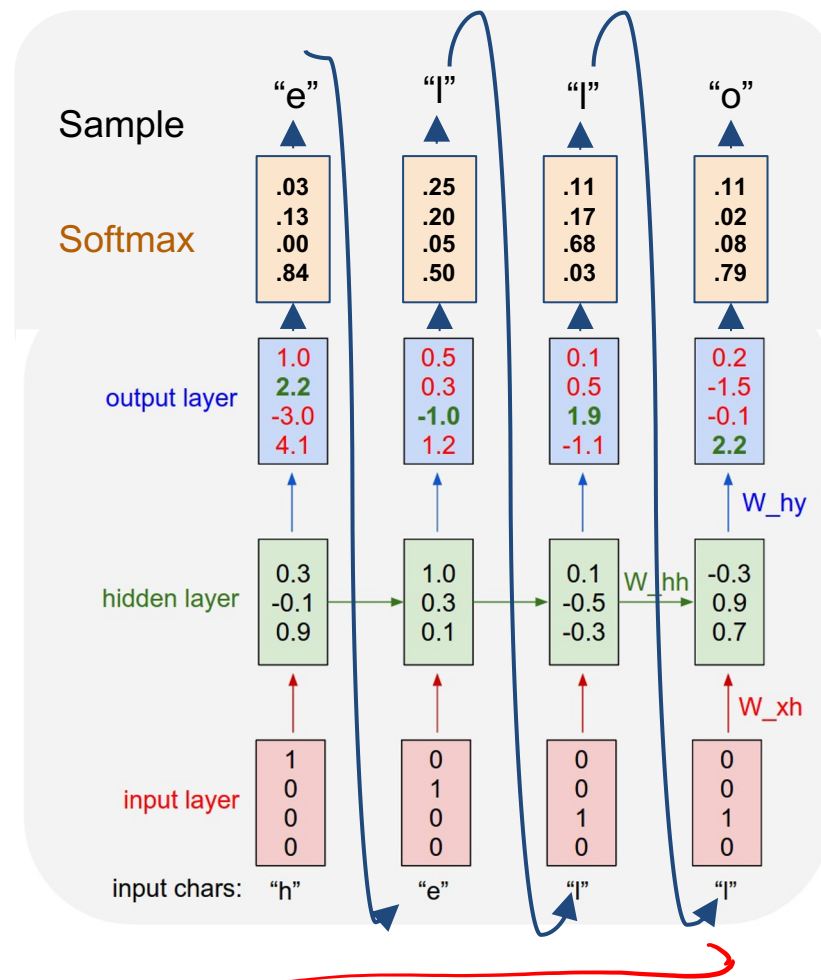 “e” “l” “l” “o”
Sample
.03 .25 .11 .11
.13 .20 .17 .02
.00 .05 .68 .08
.84 .50 .03 .79
Softmax
1.0 0.5 0.1 0.2
2.2 0.3 0.5 -1.5
-3.0 -1.0 1.9 -0.1
4.1 1.2 -1.1 2.2
output layer
W_hy
0.3 1.0 0.1 -0.3
-0.1 0.3 -0.5 0.9
0.9 0.1 -0.3 0.7
hidden layer
W_hh
W_xh
1 0 0 0
0 1 0 0
0 0 1 1
0 0 0 0
input layer
input chars: “h” “e” “l” “l”